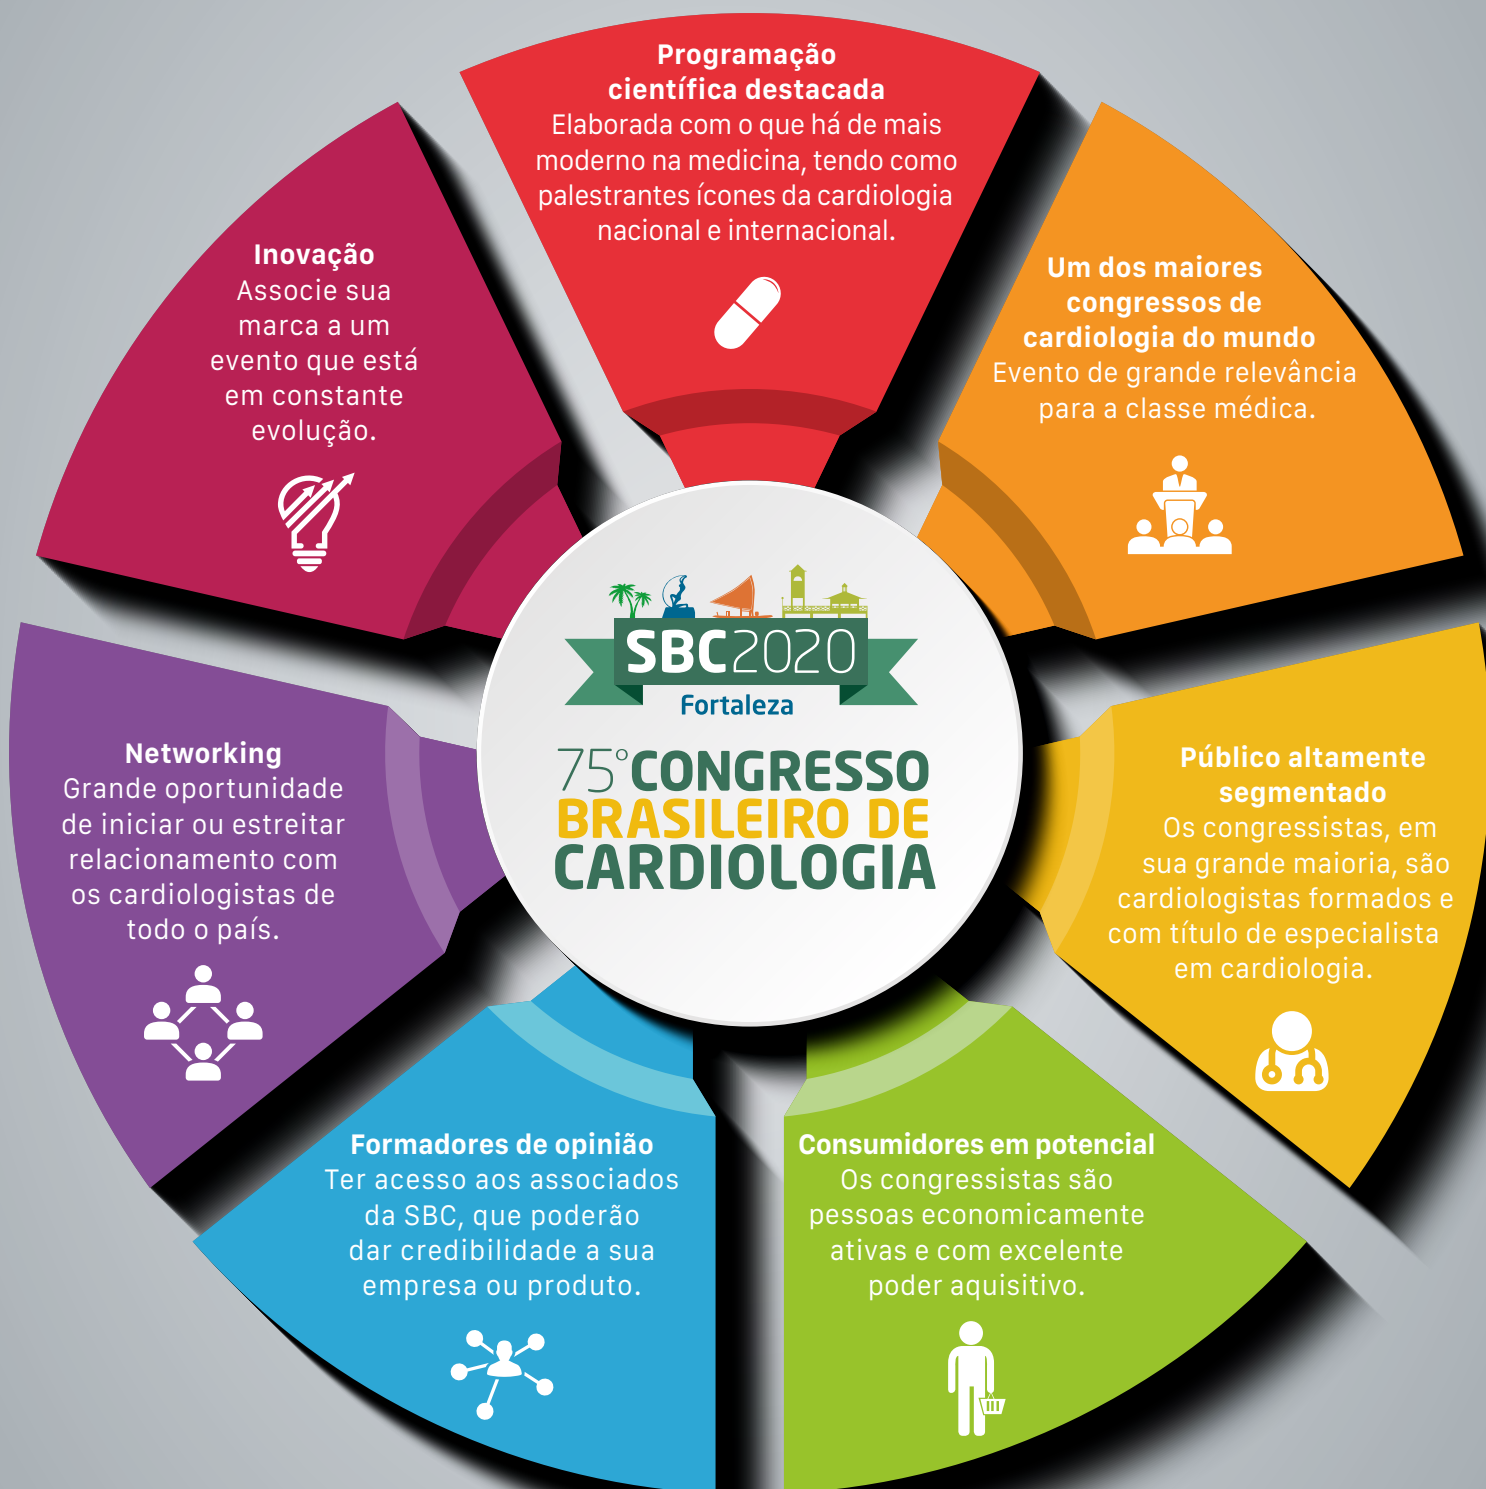 Programação
científica destacada
Elaborada com o que há de mais
moderno na medicina, tendo como
palestrantes ícones da cardiologia
nacional e internacional.
Um dos maiores
congressos de
cardiologia do mundo
Evento de grande relevância
para a classe médica.
Público altamente
segmentado
Os congressistas, em
sua grande maioria, são
cardiologistas formados e
com título de especialista
em cardiologia.
Consumidores em potencial
Os congressistas são
pessoas economicamente
ativas e com excelente
poder aquisitivo.
Formadores de opinião
Ter acesso aos associados
da SBC, que poderão
dar credibilidade a sua
empresa ou produto.
Networking
Grande oportunidade
de iniciar ou estreitar
relacionamento com
os cardiologistas de
todo o país.
Inovação
Associe sua
marca a um
evento que está
em constante
evolução.
SBC2020
Fortaleza
75°CONGRESSO
BRASILEIRO DE
CARDIOLOGIA